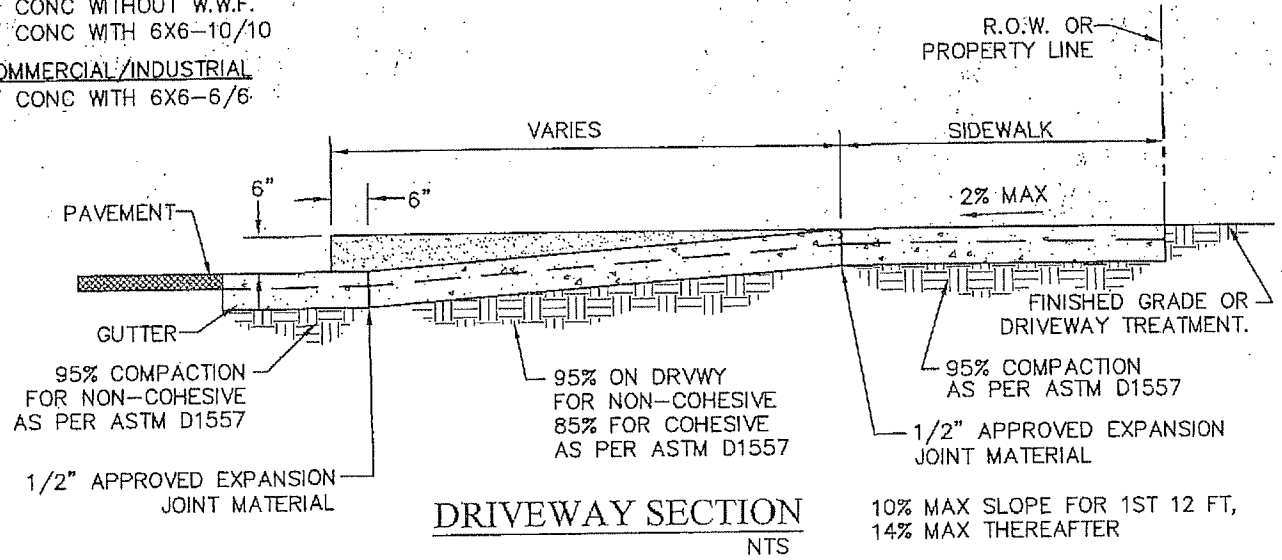 CONC WITHOUT W.W.F.
CONC WITH 6X6-10/10
COMMERCIAL/INDUSTRIAL
CONC WITH 6X6-6/6
R.O.W. OR
PROPERTY LINE
VARIES
SIDEWALK
6"
6"
2% MAX
PAVEMENT
GUTTER
FINISHED GRADE OR
DRIVEWAY TREATMENT.
95% COMPACTION
FOR NON-COHESIVE
AS PER ASTM D1557
95% ON DRVWY
FOR NON-COHESIVE
85% FOR COHESIVE
AS PER ASTM D1557
95% COMPACTION
AS PER ASTM D1557
1/2" APPROVED EXPANSION
JOINT MATERIAL
1/2" APPROVED EXPANSION
JOINT MATERIAL
DRIVEWAY SECTION
NTS
10% MAX SLOPE FOR 1ST 12 FT,
14% MAX THEREAFTER